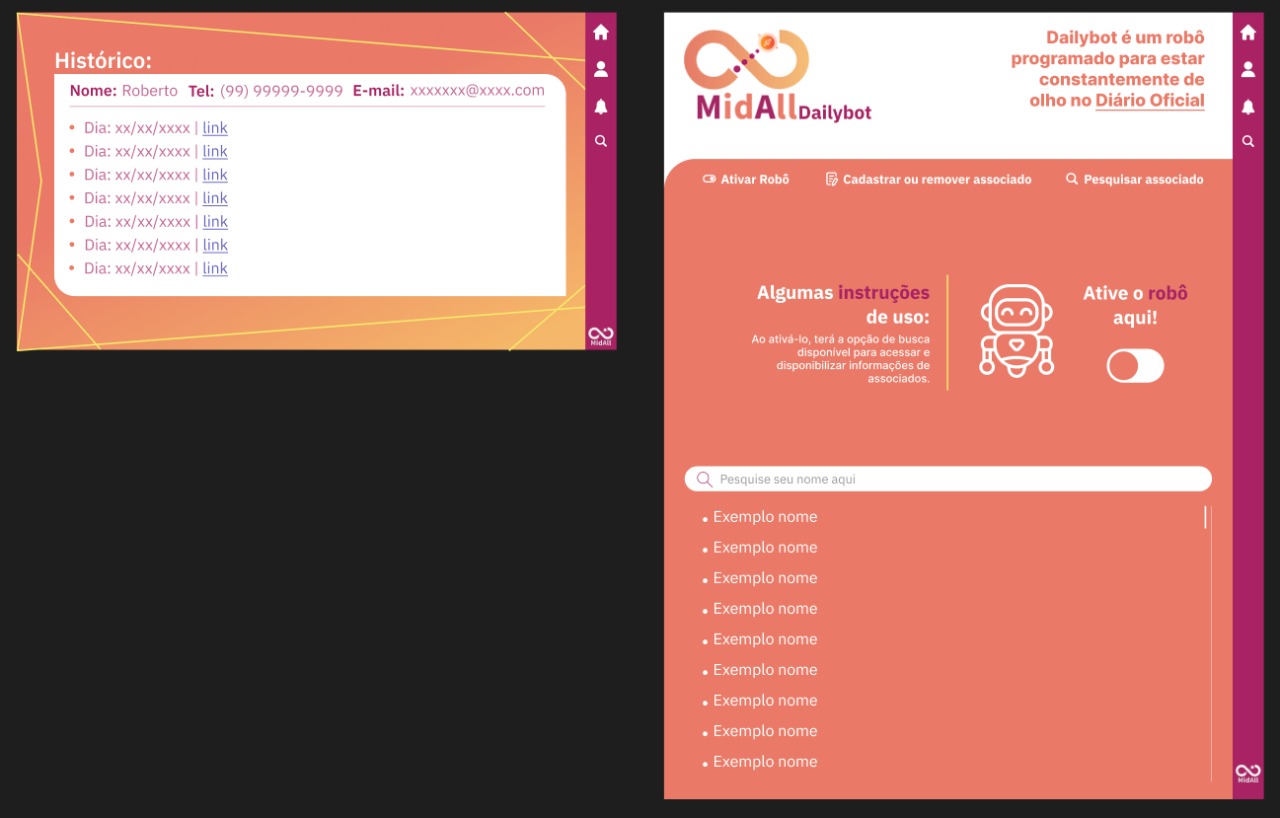 Histórico:
Nome: Roberto Tel: (99) 99999-9999 E-mail: xxxxxxx@xxxx.com
• Dia: xx/xx/xxxx | link
• Dia: xx/xx/xxxx | link
• Dia: xx/xx/xxxx | link
• Dia: xx/xx/xxxx | link
• Dia: xx/xx/xxxx | link
• Dia: xx/xx/xxxx | link
• Dia: xx/xx/xxxx | link
MidAll
MidAll Dailybot
Dailybot é um robô
programado para estar
constantemente de
olho no Diário Oficial
Ativar Robô
Cadastrar ou remover associado
Pesquisar associado
Algumas instruções
de uso:
Ao ativá-lo, terá a opção de busca
disponível para acessar e
disponibilizar informações de
associados.
Ative o robô
aqui!
Pesquise seu nome aqui
• Exemplo nome
• Exemplo nome
• Exemplo nome
• Exemplo nome
• Exemplo nome
• Exemplo nome
• Exemplo nome
• Exemplo nome
• Exemplo nome
MidAll